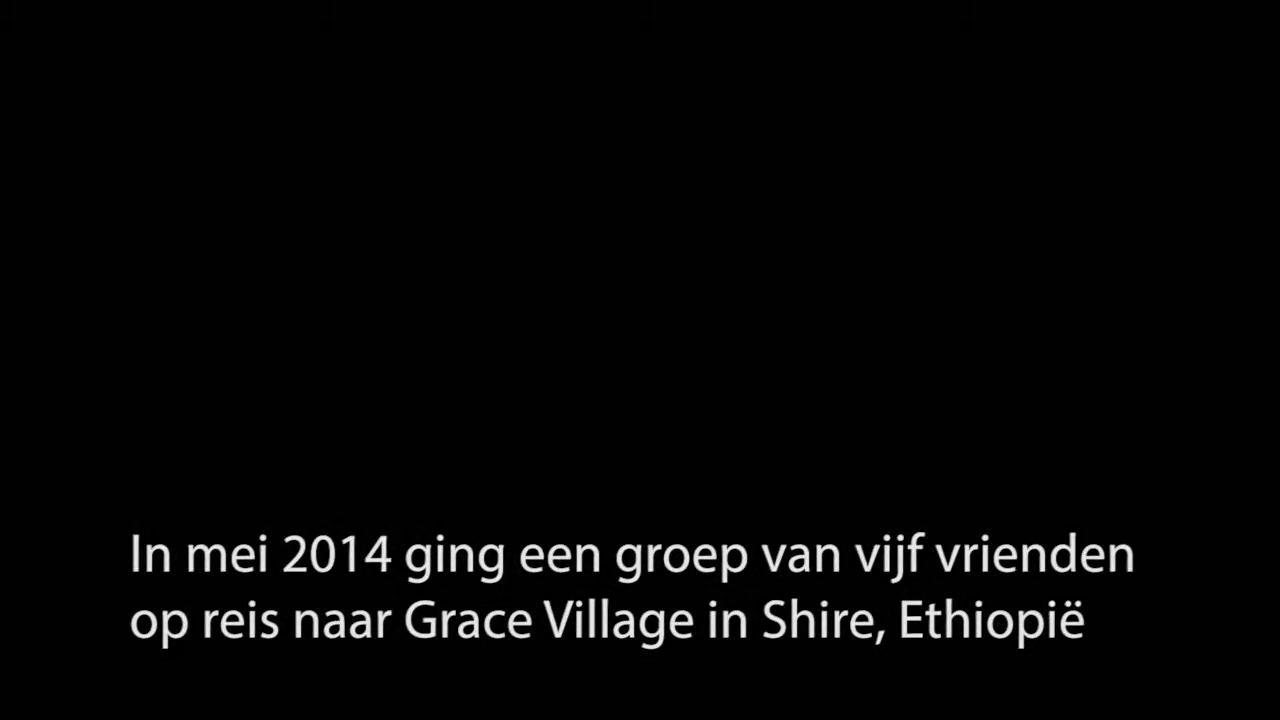 In mei 2014 ging een groep van vijf vrienden
op reis naar Grace Village in Shire, Ethiopië